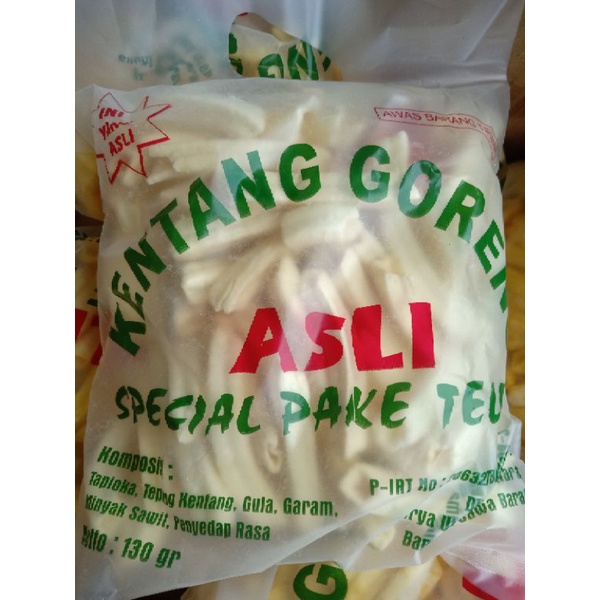 INI
YANG
ASLI
AWAS BARANG
KENTANG GOREN
ASLI
SPECIAL PAKE TEL
Komposisi :
Tapioka, Tepung Kentang, Gula, Garam,
Minyak Sawit, Penyedap Rasa
Netto : 130 gr
P-IRT No :